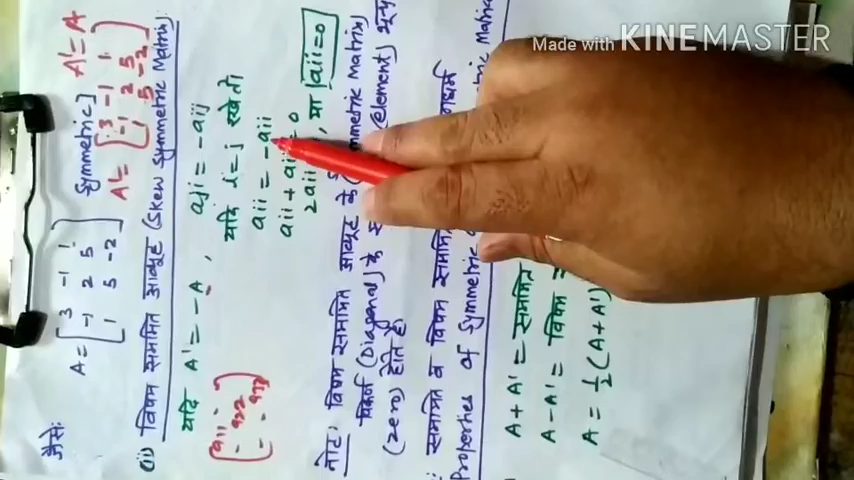 जैसे:
A = [3 -1 1 [Symmetric] A' = A
-1 2 5 A' = [3 -1 1
1 5 -2] -1 2 5
1 5 -2]
(ii) विषम सममित आव्यूह (Skew Symmetric Matrix)
यदि A' = -A, aji = -aij
यदि i=j रखें तो
aii = -aii
aii + aii = 0
2aii , या aii=0
नोट: विषम सममित आव्यूह के Symmetric Matrix)
विकर्ण (Diagonal) के (element) शून्य
(zero) होते है
सममित व विषम सममित
Properties of Symmetric Matric
A + A' = सममित
A - A' = विषम
A = 1/2 (A + A')
Made with KINEMASTER